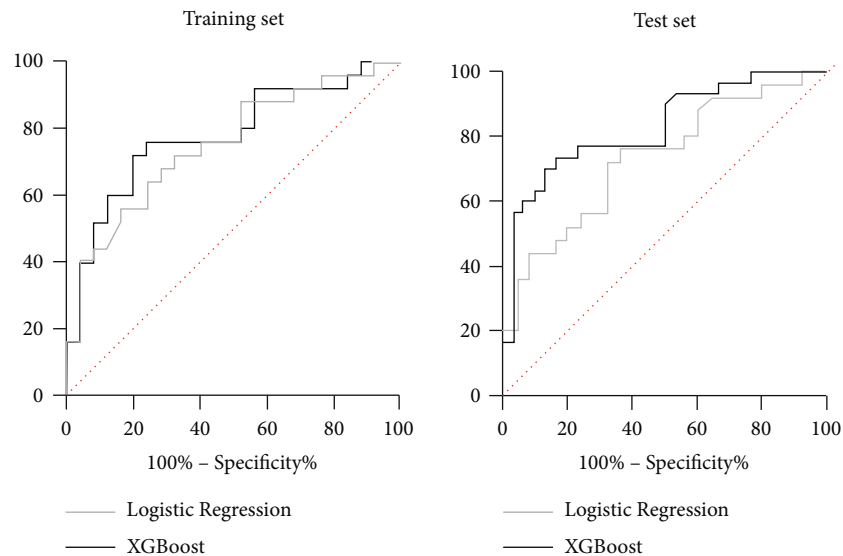 Training set
100
80
60
40
20
0
0 20 40 60 80 100
100% – Specificity%
Logistic Regression
XGBoost
Test set
100
80
60
40
20
0
0 20 40 60 80 100
100% – Specificity%
Logistic Regression
XGBoost